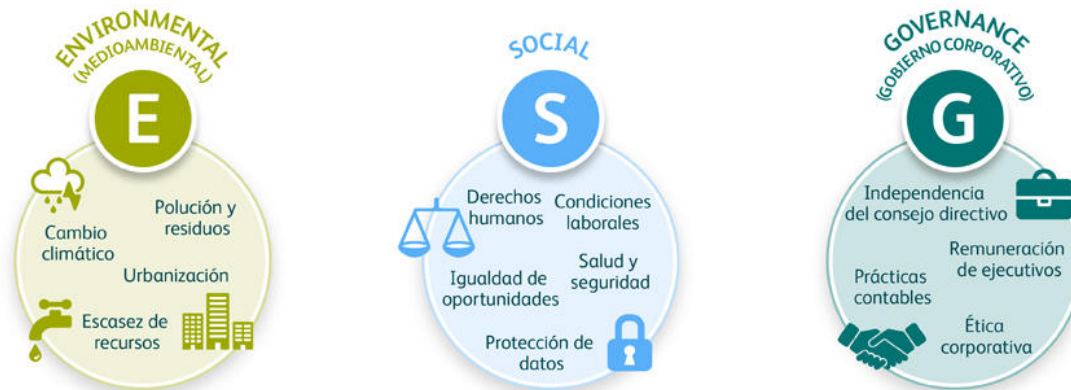 ENVIRONMENTAL
(MEDIOAMBIENTAL)
E
Cambio
climático
Polución y
residuos
Urbanización
Escasez de
recursos
SOCIAL
S
Derechos
humanos
Condiciones
laborales
Igualdad de
oportunidades
Salud y
seguridad
Protección de
datos
GOVERNANCE
(GOBIERNO CORPORATIVO)
G
Independencia
del consejo directivo
Remuneración
de ejecutivos
Prácticas
contables
Ética
corporativa